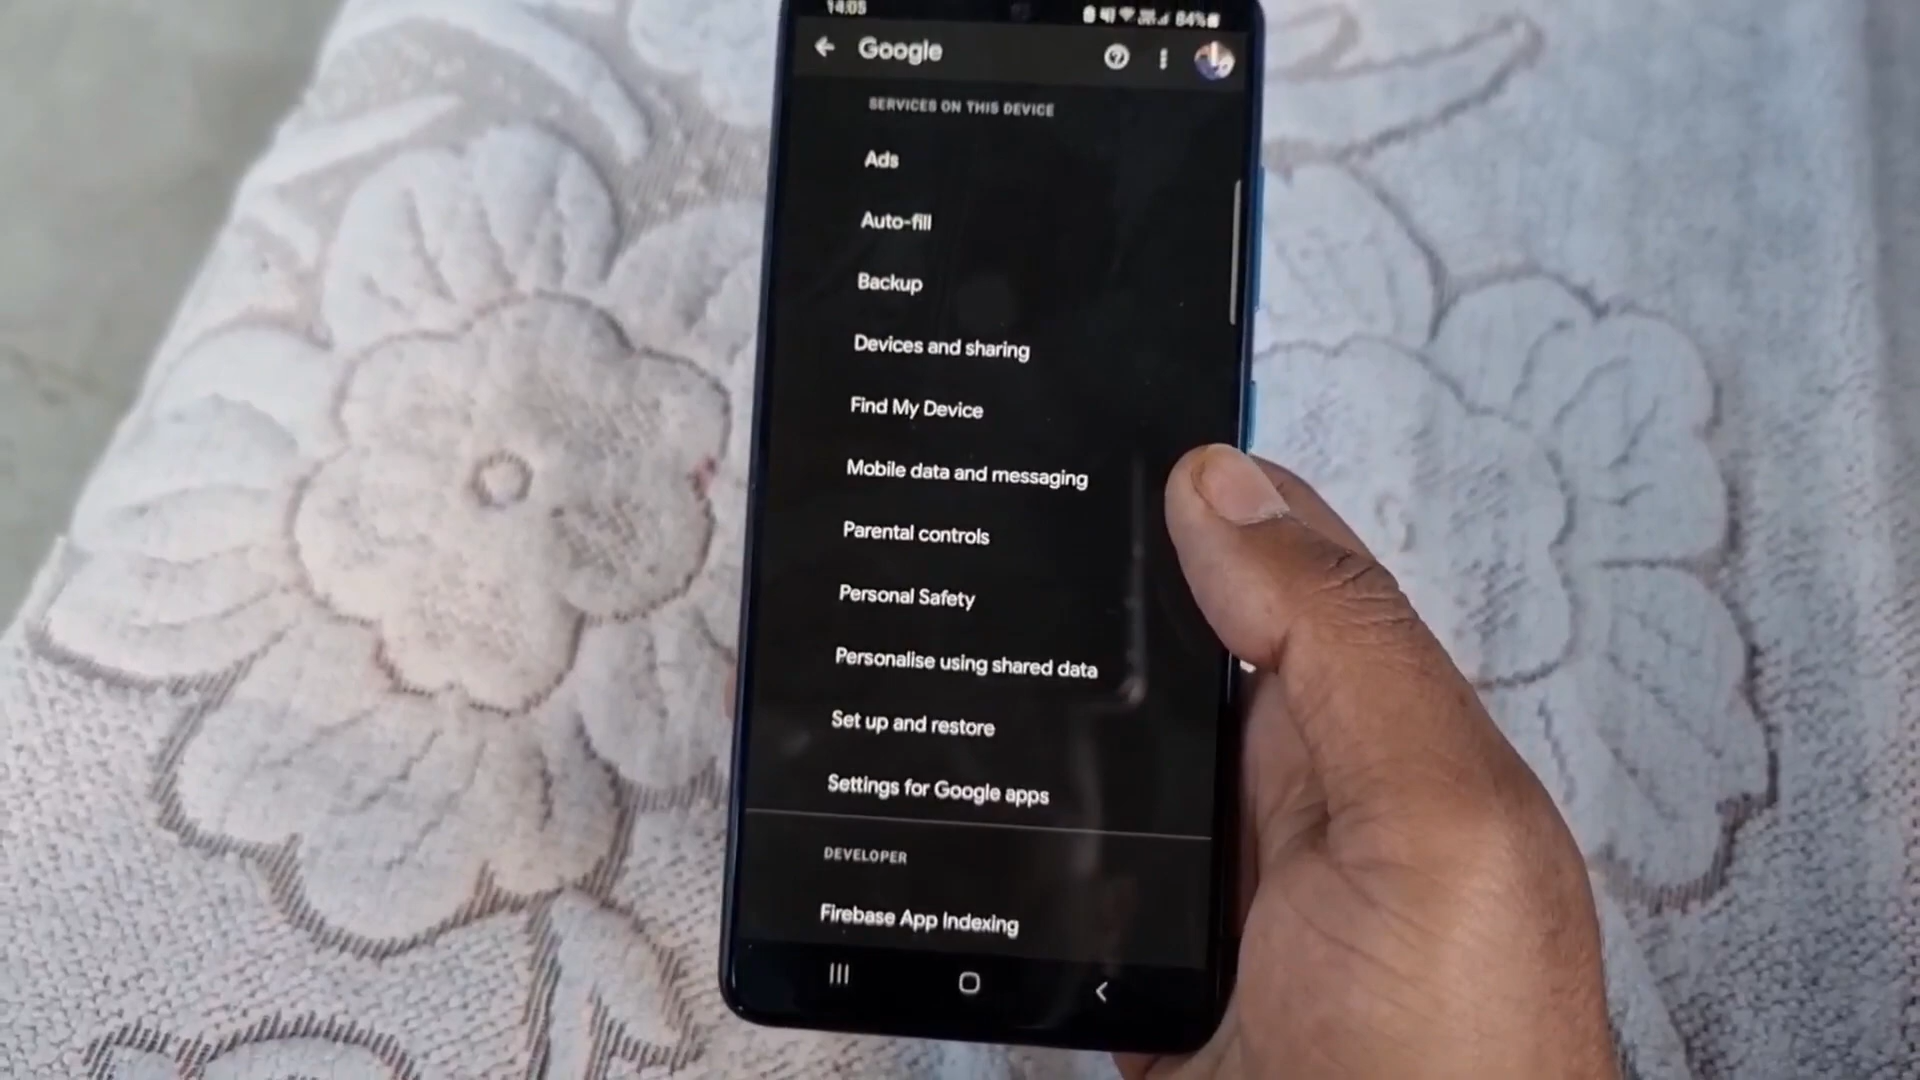 14:05
84%
Google
SERVICES ON THIS DEVICE
Ads
Auto-fill
Backup
Devices and sharing
Find My Device
Mobile data and messaging
Parental controls
Personal Safety
Personalise using shared data
Set up and restore
Settings for Google apps
DEVELOPER
Firebase App Indexing